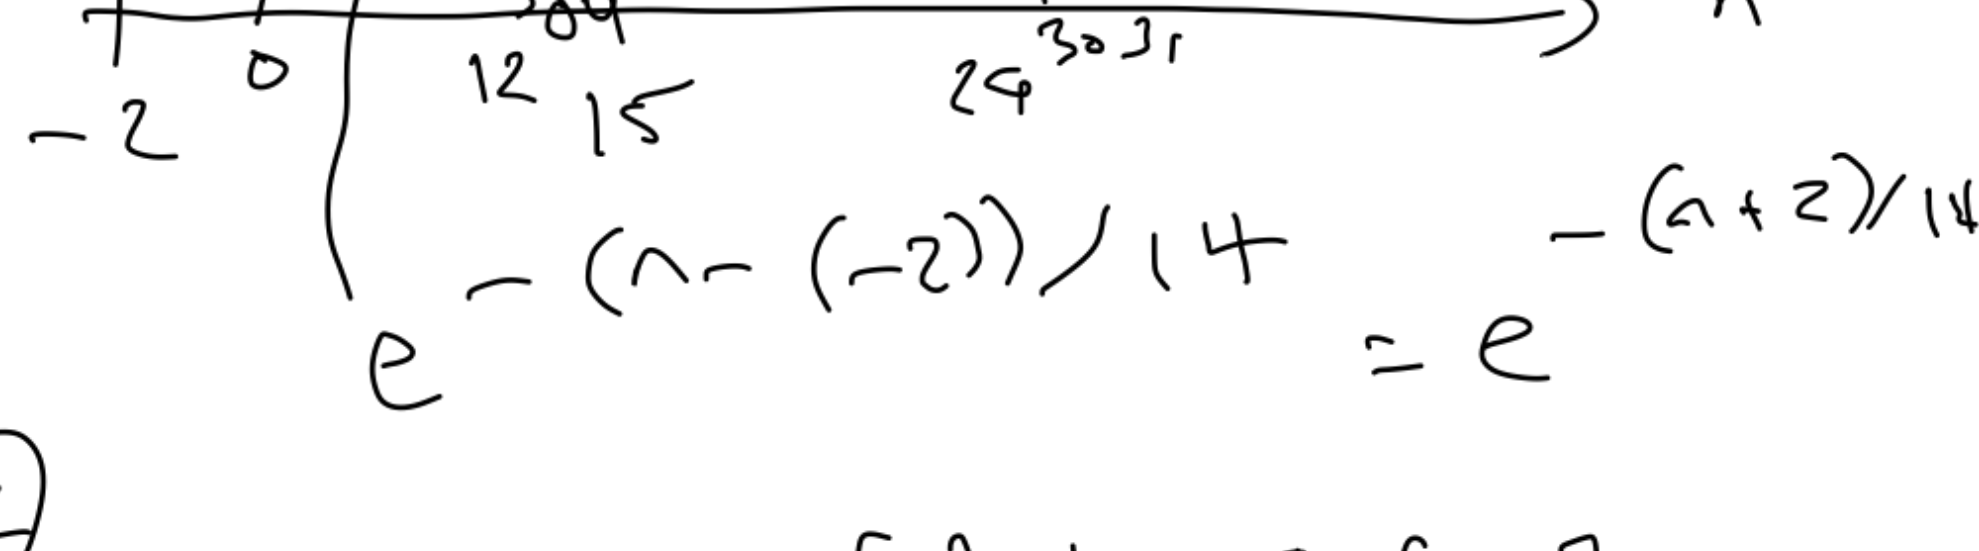 0 12 24 30 31
-2 15
e^{-(n-(-2))/14} = e^{-(n+2)/14}